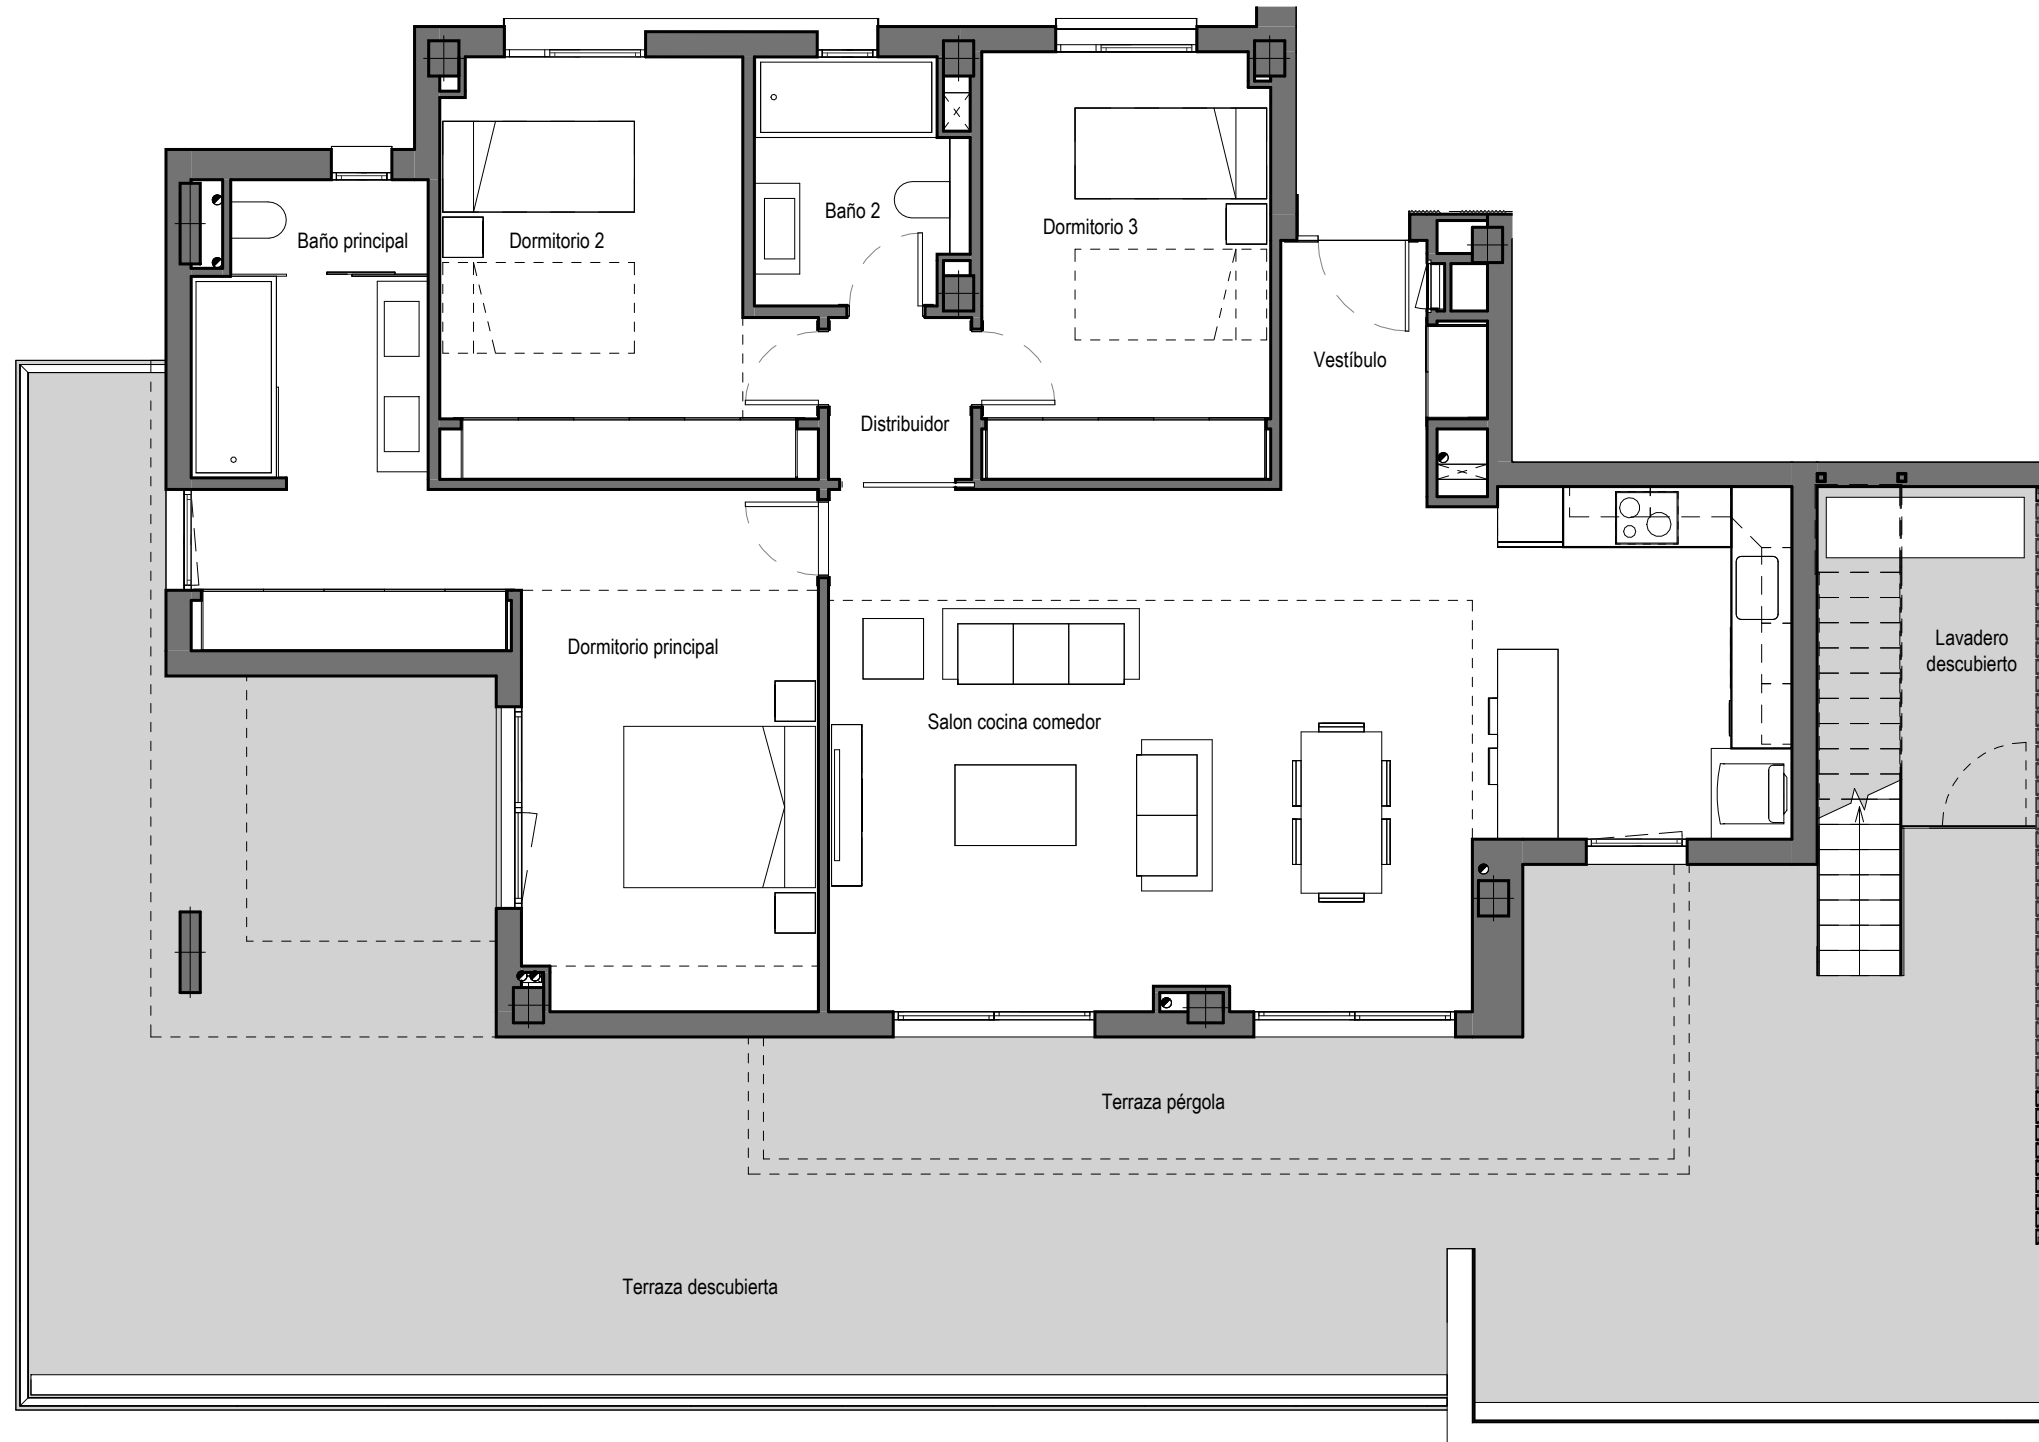 Baño 2
Dormitorio 3
Baño principal
Dormitorio 2
Vestíbulo
Distribuidor
Dormitorio principal
Lavadero
descubierto
Salon cocina comedor
Terraza pérgola
Terraza descubierta